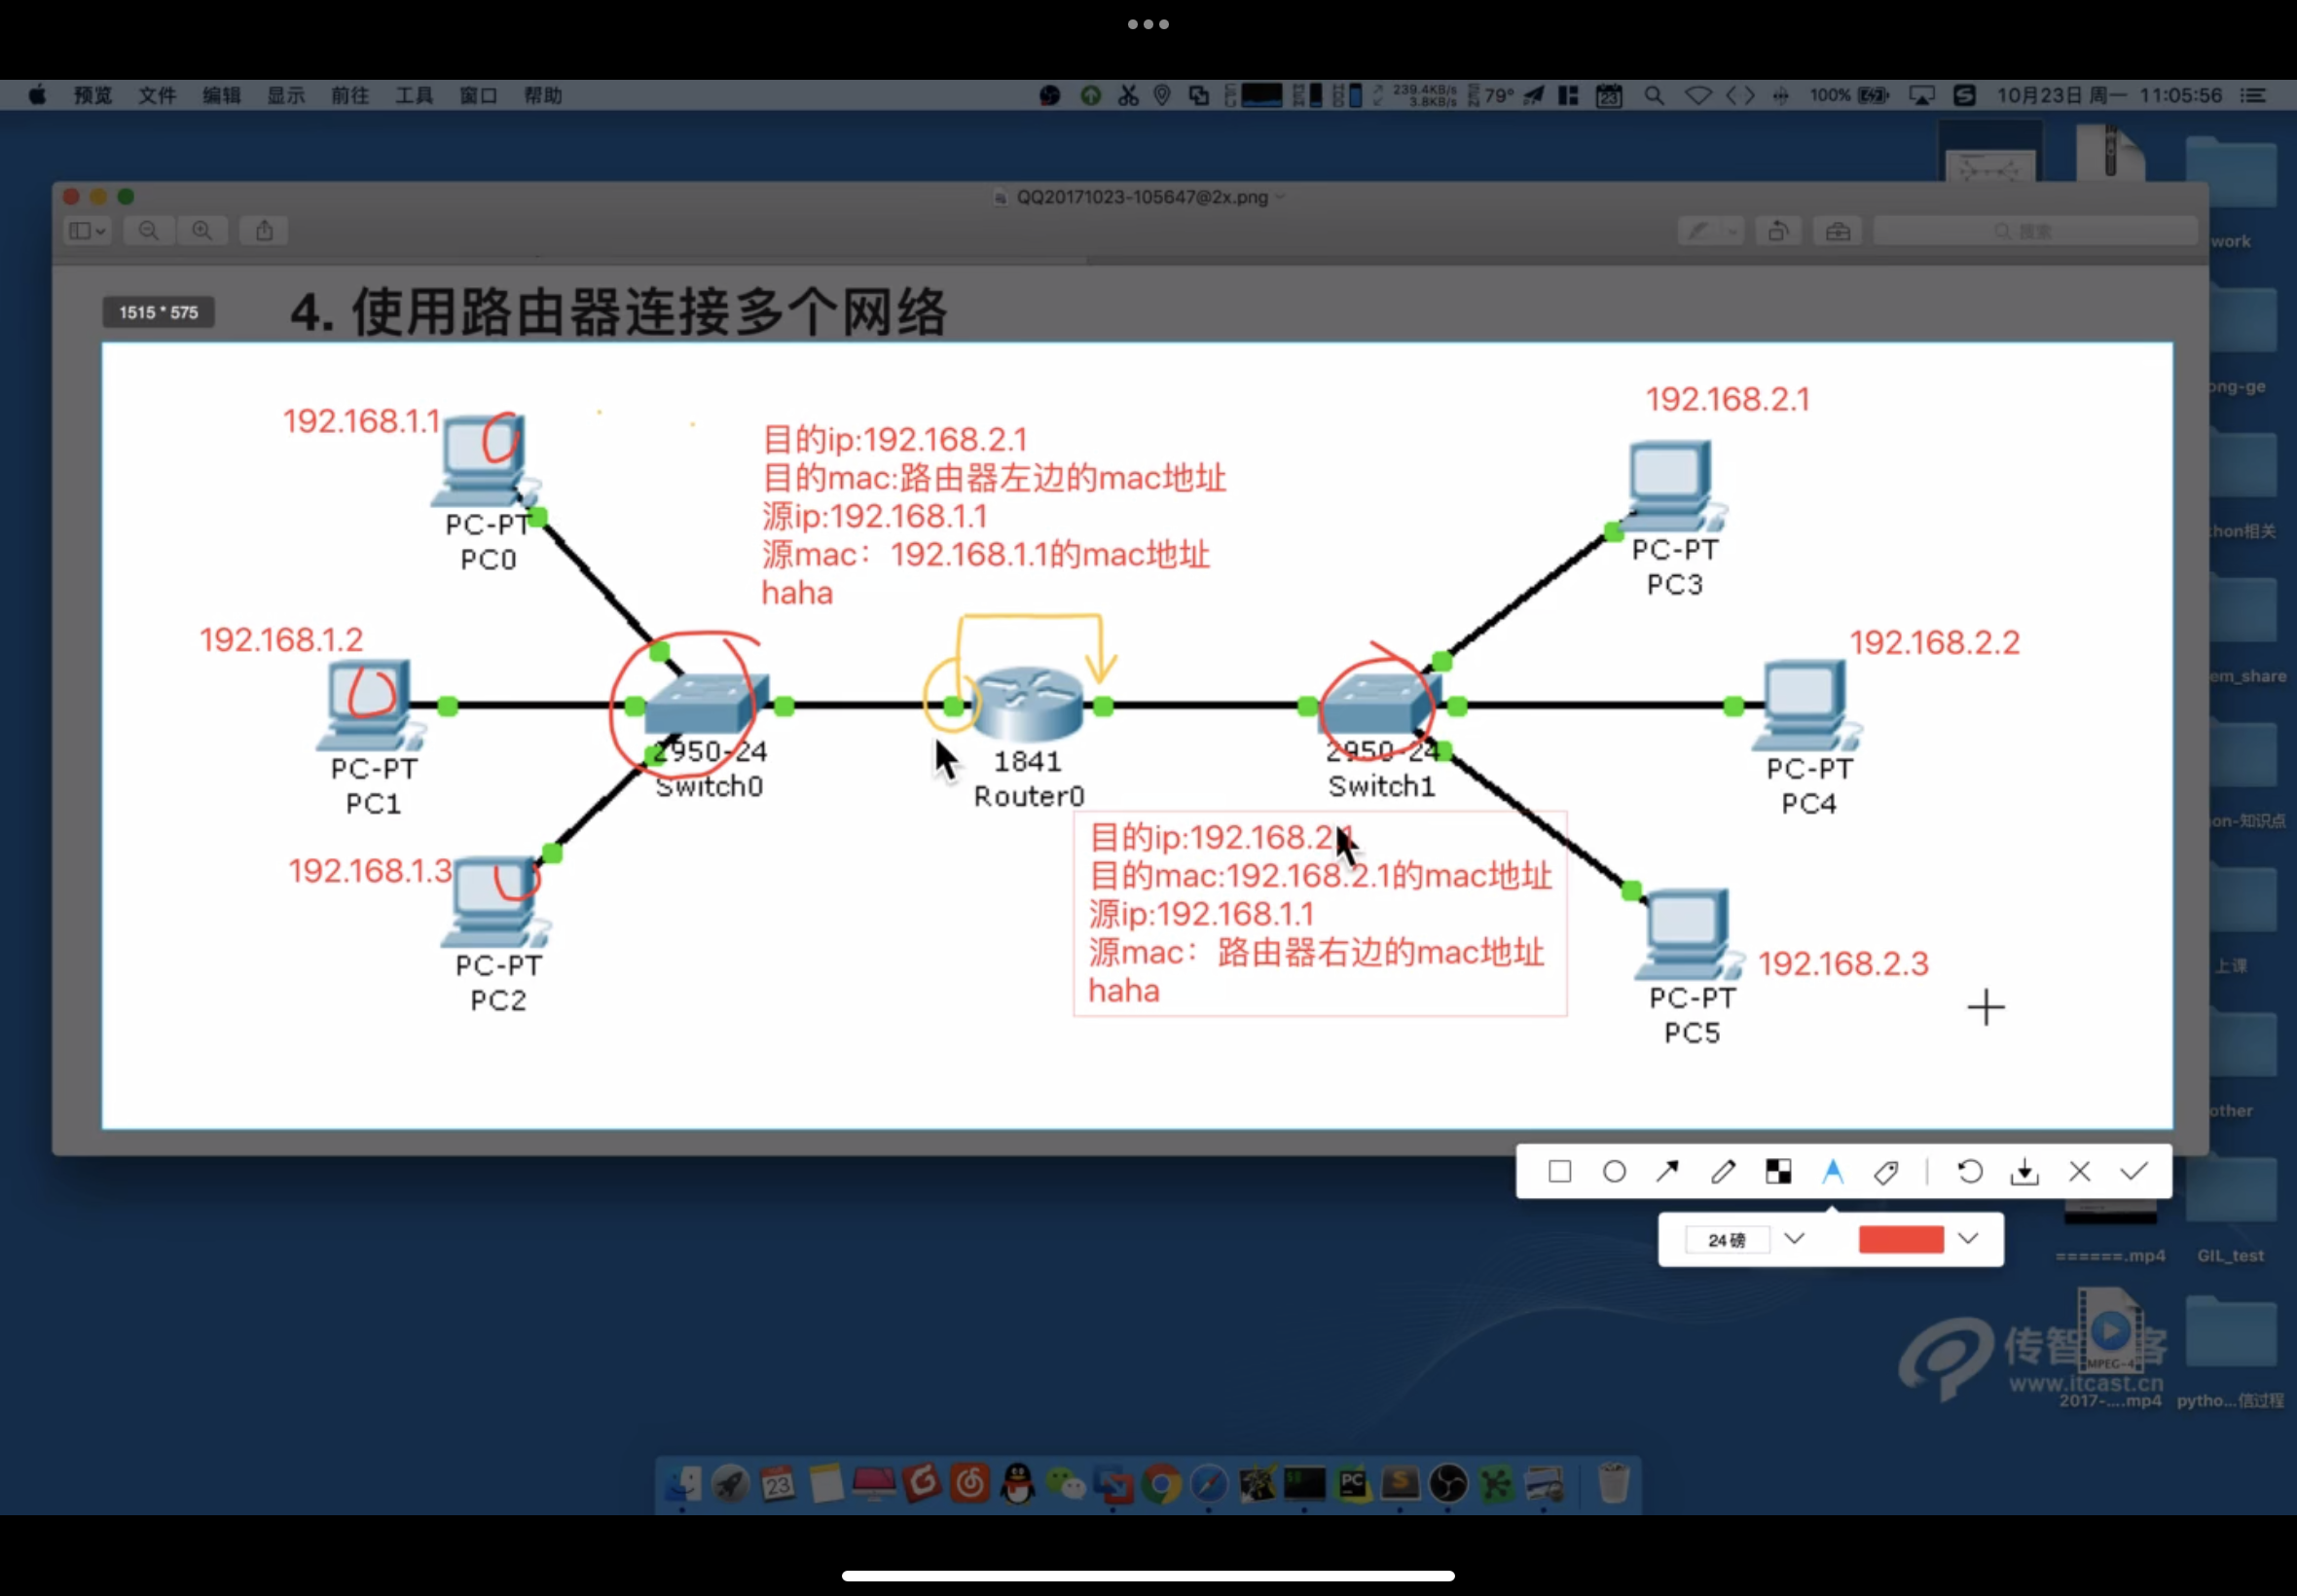 预览 文件 编辑 显示 前往 工具 窗口 帮助
239.4KB/s
3.8KB/s
79°
23
100%
10月23日 周一 11:05:56
QQ20171023-105647@2x.png
搜索
work
1515 * 575
4. 使用路由器连接多个网络
ong-ge
192.168.1.1
192.168.2.1
目的ip:192.168.2.1
目的mac:路由器左边的mac地址
源ip:192.168.1.1
源mac：192.168.1.1的mac地址
haha
PC-PT
PC0
PC-PT
PC3
thon相关
192.168.1.2
192.168.2.2
em_share
PC-PT
PC1
2950-24
Switch0
1841
Router0
2950-24
Switch1
PC-PT
PC4
on-知识点
192.168.1.3
目的ip:192.168.2.1
目的mac:192.168.2.1的mac地址
源ip:192.168.1.1
源mac：路由器右边的mac地址
haha
PC-PT
PC2
192.168.2.3
PC-PT
PC5
上课
other
24磅
======.mp4
GIL_test
传智 客
MPEG-4
www.itcast.cn
2017-....mp4
pytho...信过程
23
PC
S